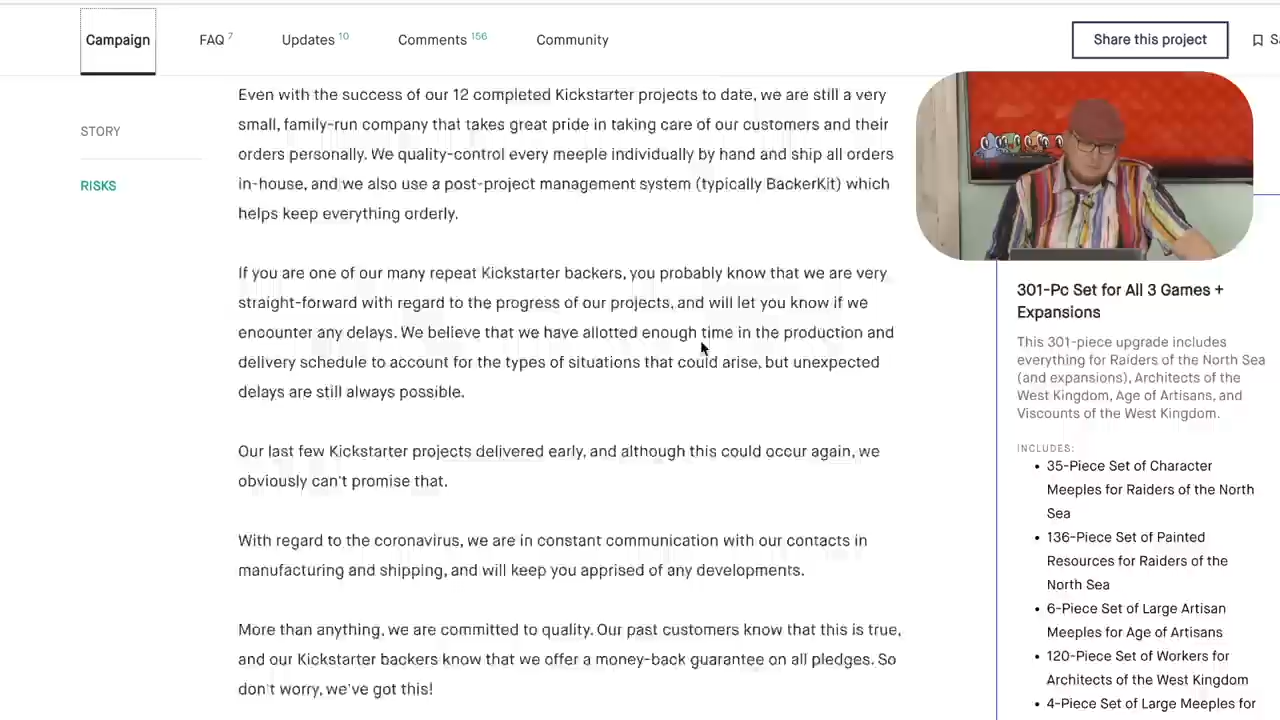 Campaign
FAQ 7
Updates 10
Comments 156
Community
Share this project
STORY
RISKS
Even with the success of our 12 completed Kickstarter projects to date, we are still a very
small, family-run company that takes great pride in taking care of our customers and their
orders personally. We quality-control every meeple individually by hand and ship all orders
in-house, and we also use a post-project management system (typically BackerKit) which
helps keep everything orderly.
If you are one of our many repeat Kickstarter backers, you probably know that we are very
straight-forward with regard to the progress of our projects, and will let you know if we
encounter any delays. We believe that we have allotted enough time in the production and
delivery schedule to account for the types of situations that could arise, but unexpected
delays are still always possible.
Our last few Kickstarter projects delivered early, and although this could occur again, we
obviously can't promise that.
With regard to the coronavirus, we are in constant communication with our contacts in
manufacturing and shipping, and will keep you apprised of any developments.
More than anything, we are committed to quality. Our past customers know that this is true,
and our Kickstarter backers know that we offer a money-back guarantee on all pledges. So
don't worry, we've got this!
301-Pc Set for All 3 Games +
Expansions
This 301-piece upgrade includes
everything for Raiders of the North Sea
(and expansions), Architects of the
West Kingdom, Age of Artisans, and
Viscounts of the West Kingdom.
INCLUDES:
• 35-Piece Set of Character
Meeples for Raiders of the North
Sea
• 136-Piece Set of Painted
Resources for Raiders of the
North Sea
• 6-Piece Set of Large Artisan
Meeples for Age of Artisans
• 120-Piece Set of Workers for
Architects of the West Kingdom
• 4-Piece Set of Large Meeples for